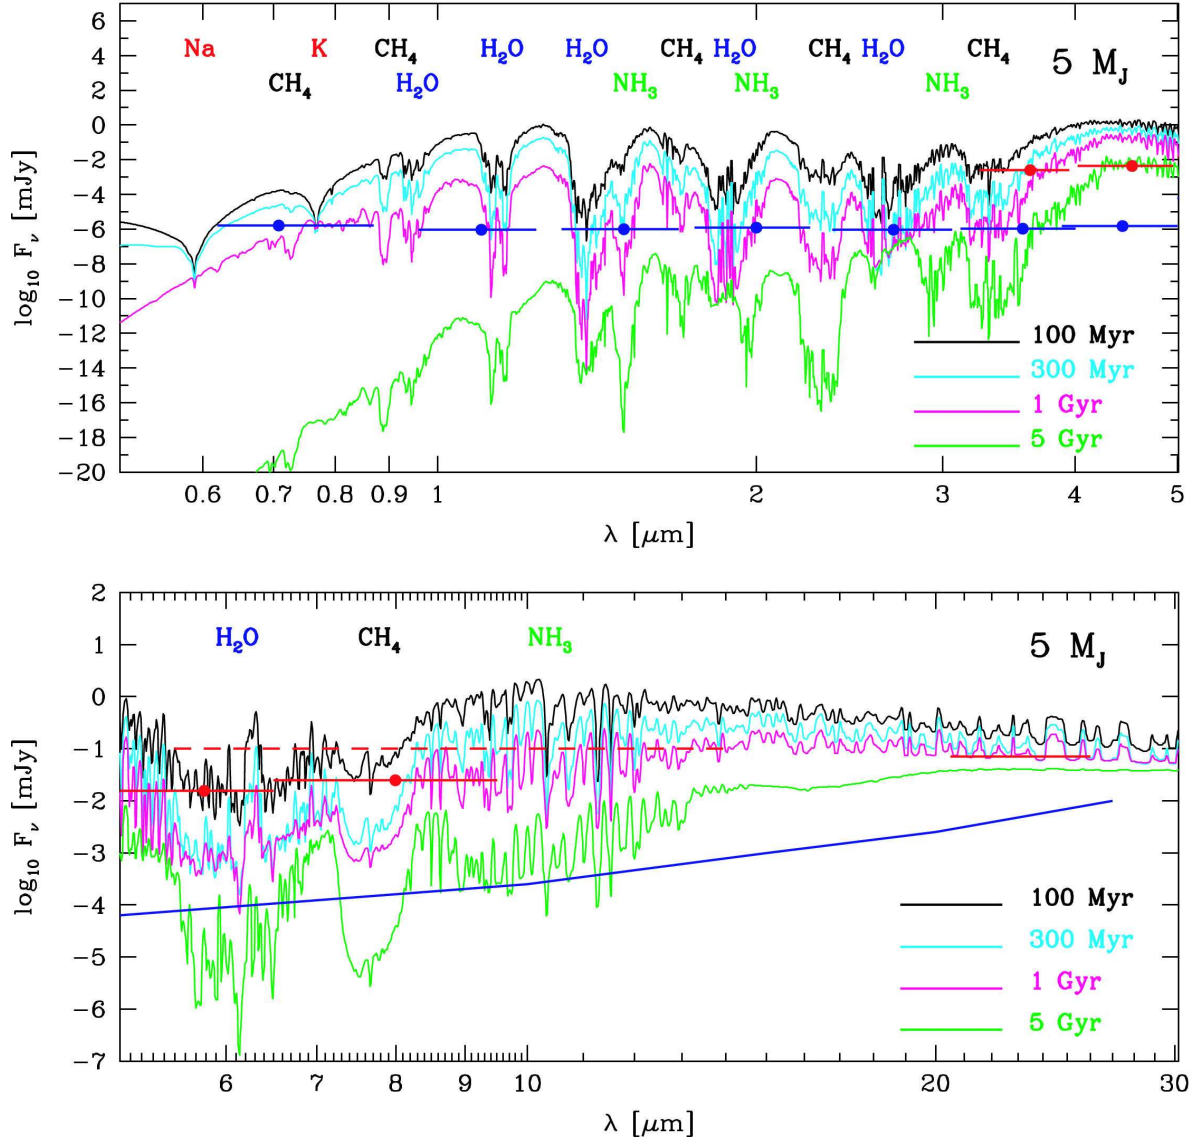 6
4
2
0
−2
−4
−6
−8
−10
−12
−14
−16
−18
−20
log₁₀ F_ν [mJy]
Na K CH₄ H₂O H₂O CH₄ H₂O CH₄ H₂O CH₄ 5 M_J
CH₄ H₂O NH₃ NH₃ NH₃
100 Myr
300 Myr
1 Gyr
5 Gyr
0.6 0.7 0.8 0.9 1 2 3 4 5
λ [μm]
2
1
0
−1
−2
−3
−4
−5
−6
−7
log₁₀ F_ν [mJy]
H₂O CH₄ NH₃ 5 M_J
100 Myr
300 Myr
1 Gyr
5 Gyr
6 7 8 9 10 20 30
λ [μm]